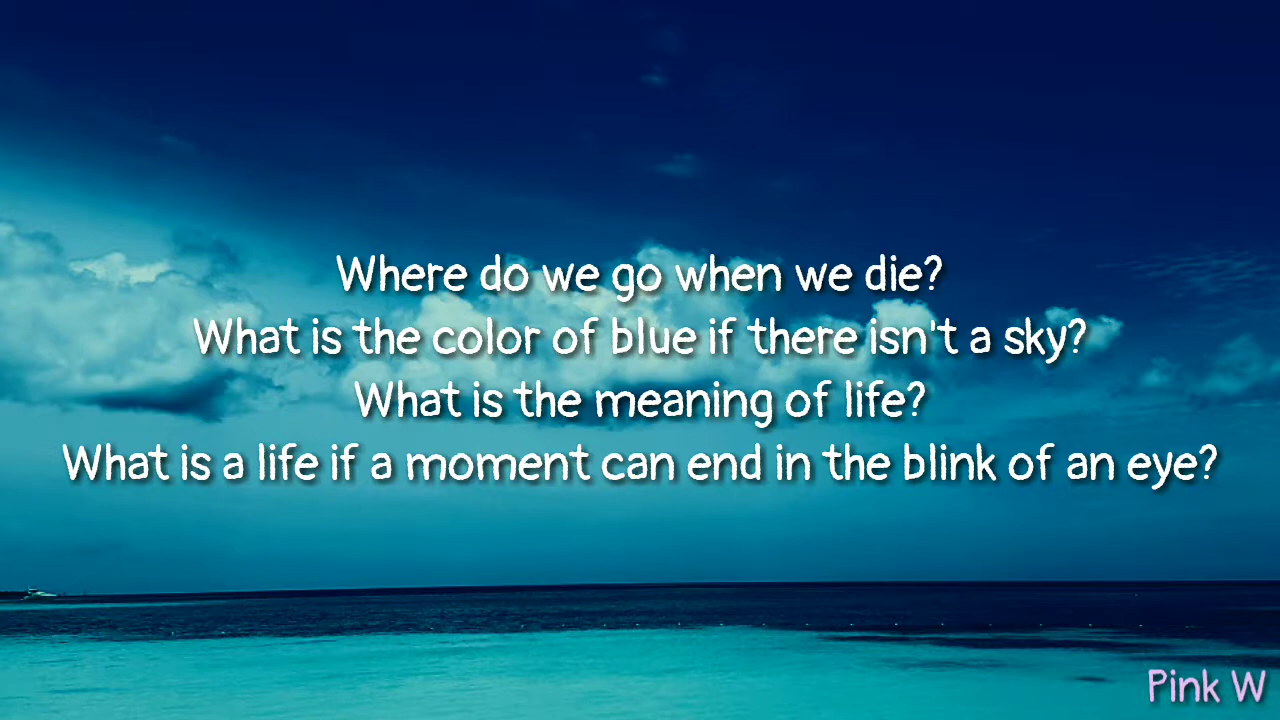 Where do we go when we die?
What is the color of blue if there isn't a sky?
What is the meaning of life?
What is a life if a moment can end in the blink of an eye?
Pink W